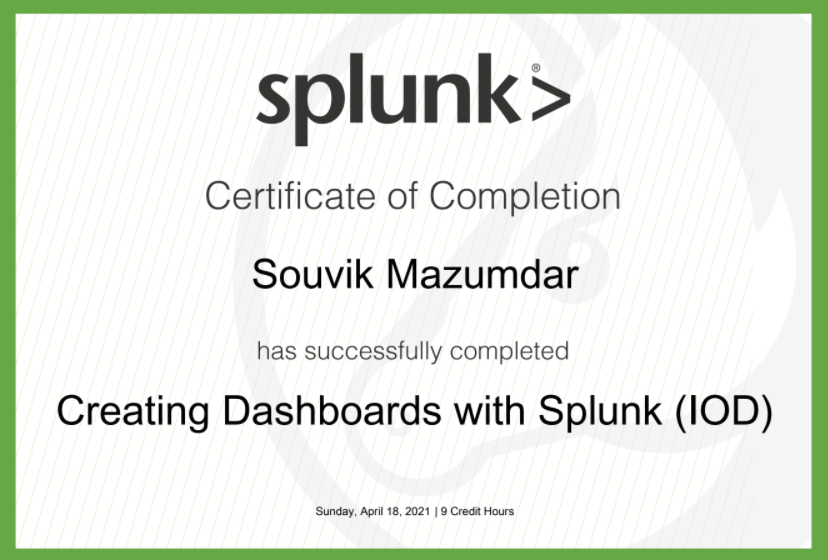 splunk>®
Certificate of Completion
Souvik Mazumdar
has successfully completed
Creating Dashboards with Splunk (IOD)
Sunday, April 18, 2021 | 9 Credit Hours